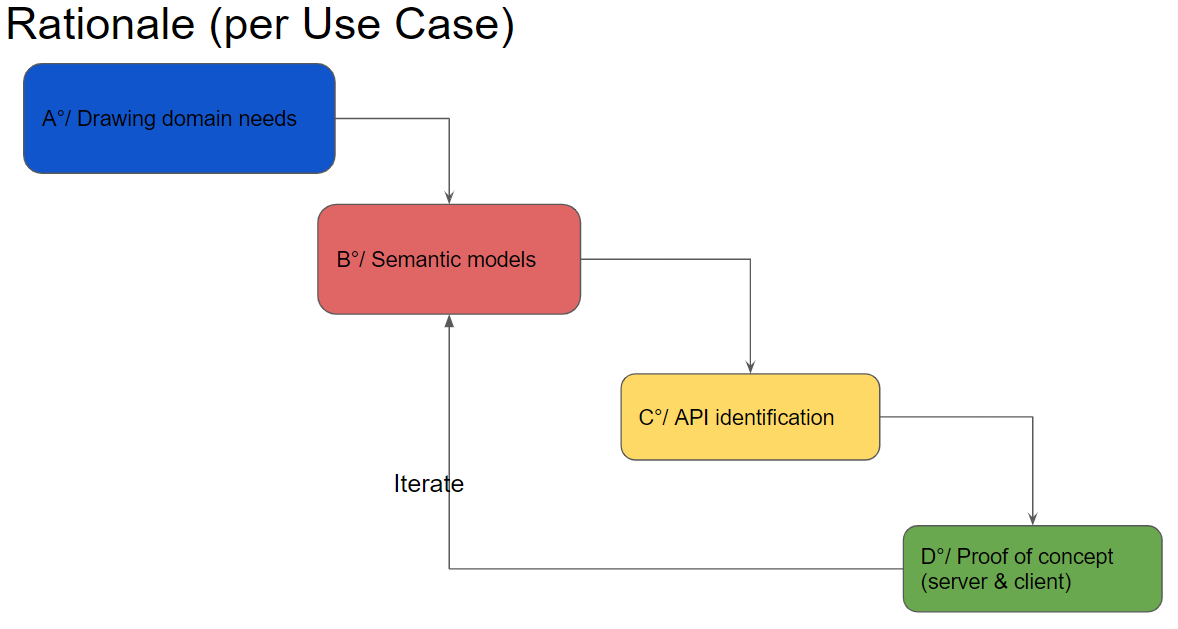 Rationale (per Use Case)
A°/ Drawing domain needs
B°/ Semantic models
C°/ API identification
Iterate
D°/ Proof of concept
(server & client)